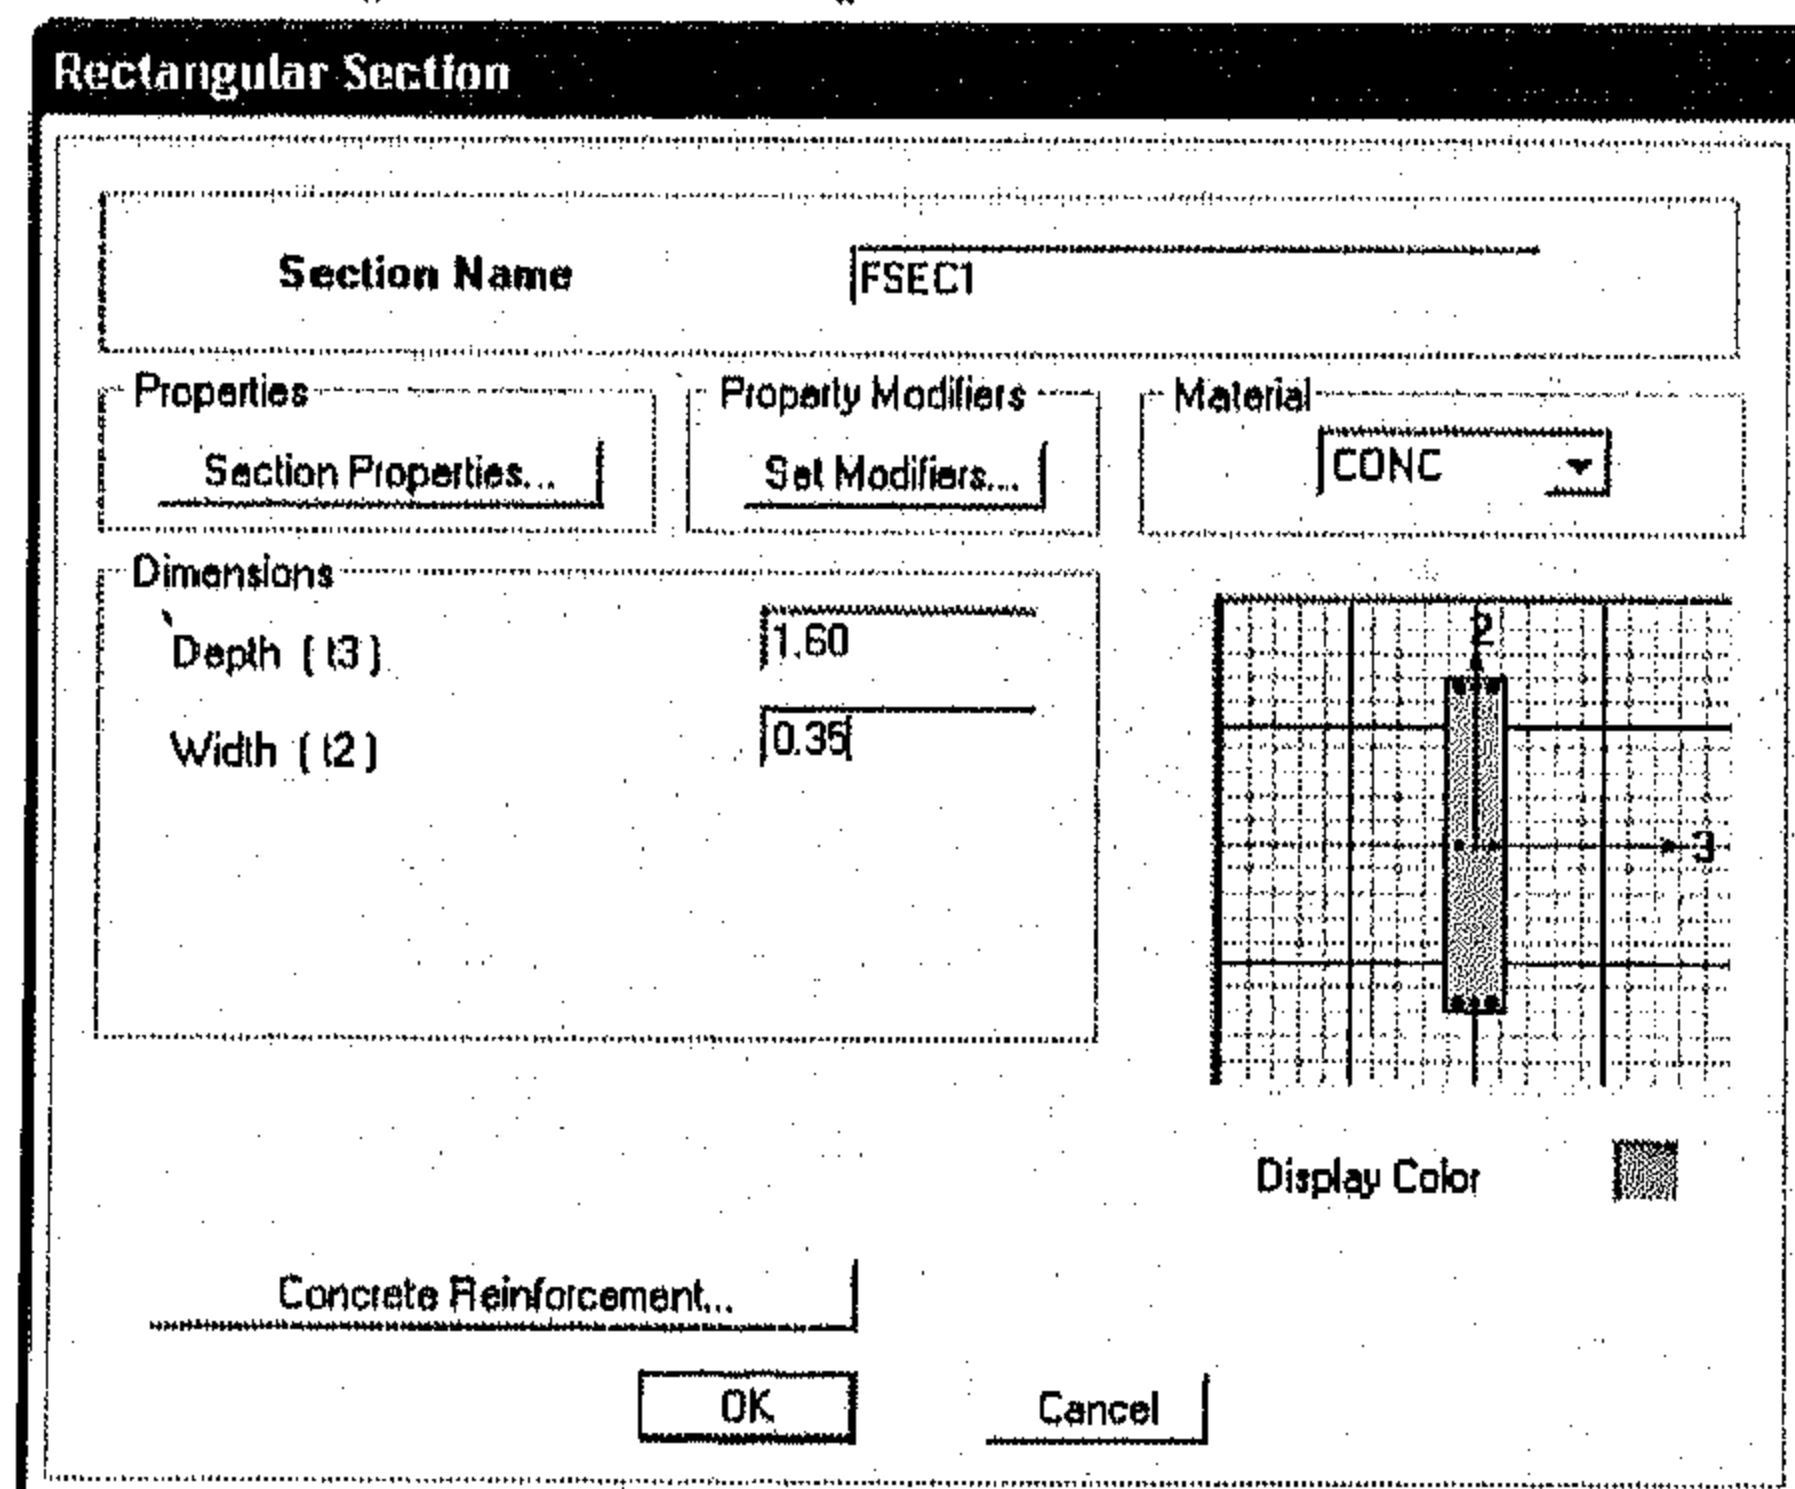 Rectangular Section
Section Name
FSEC1
Properties
Property Modifiers
Material
Section Properties...
Set Modifiers...
CONC
Dimensions
Depth ( t3 )
1.60
Width ( t2 )
0.35
2
3
Display Color
Concrete Reinforcement...
OK
Cancel